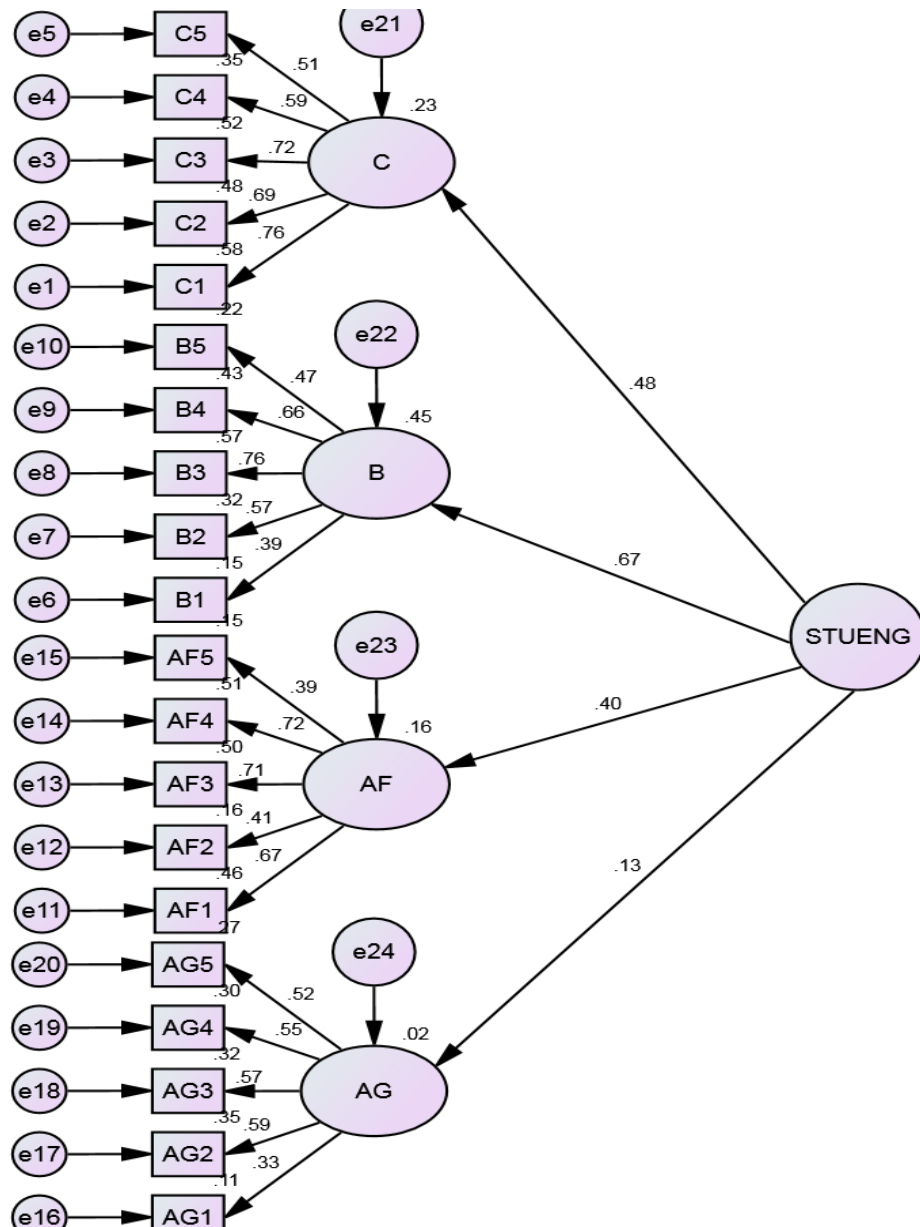 e5 C5 e21
.35 .51
e4 C4 .59 .23
.52
e3 C3 .72 C
.48 .69
e2 C2 .76
.58
e1 C1
.22
e10 B5 e22 .48
.43 .47
e9 B4 .66 .45
.57
e8 B3 .76 B
.32 .57
e7 B2 .39 .67
.15
e6 B1
.15 STUENG
e15 AF5 e23
.51 .39
e14 AF4 .72 .16 .40
.50
e13 AF3 .71 AF
.16 .41
e12 AF2 .67
.46 .13
e11 AF1
.27
e20 AG5 e24
.30 .52
e19 AG4 .55 .02
.32
e18 AG3 .57 AG
.35 .59
e17 AG2 .33
.11
e16 AG1